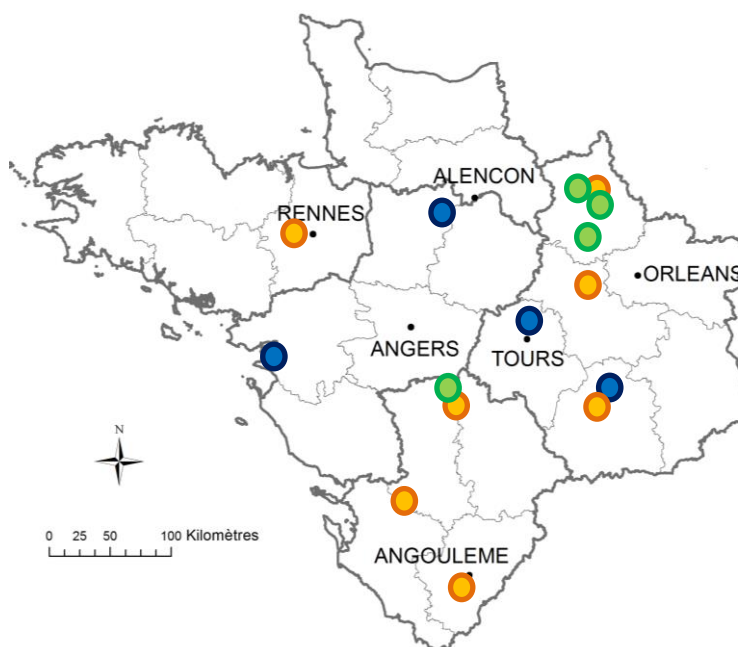 ALENCON
RENNES
ORLEANS
ANGERS
TOURS
N
0 25 50 100 Kilomètres
ANGOULEME